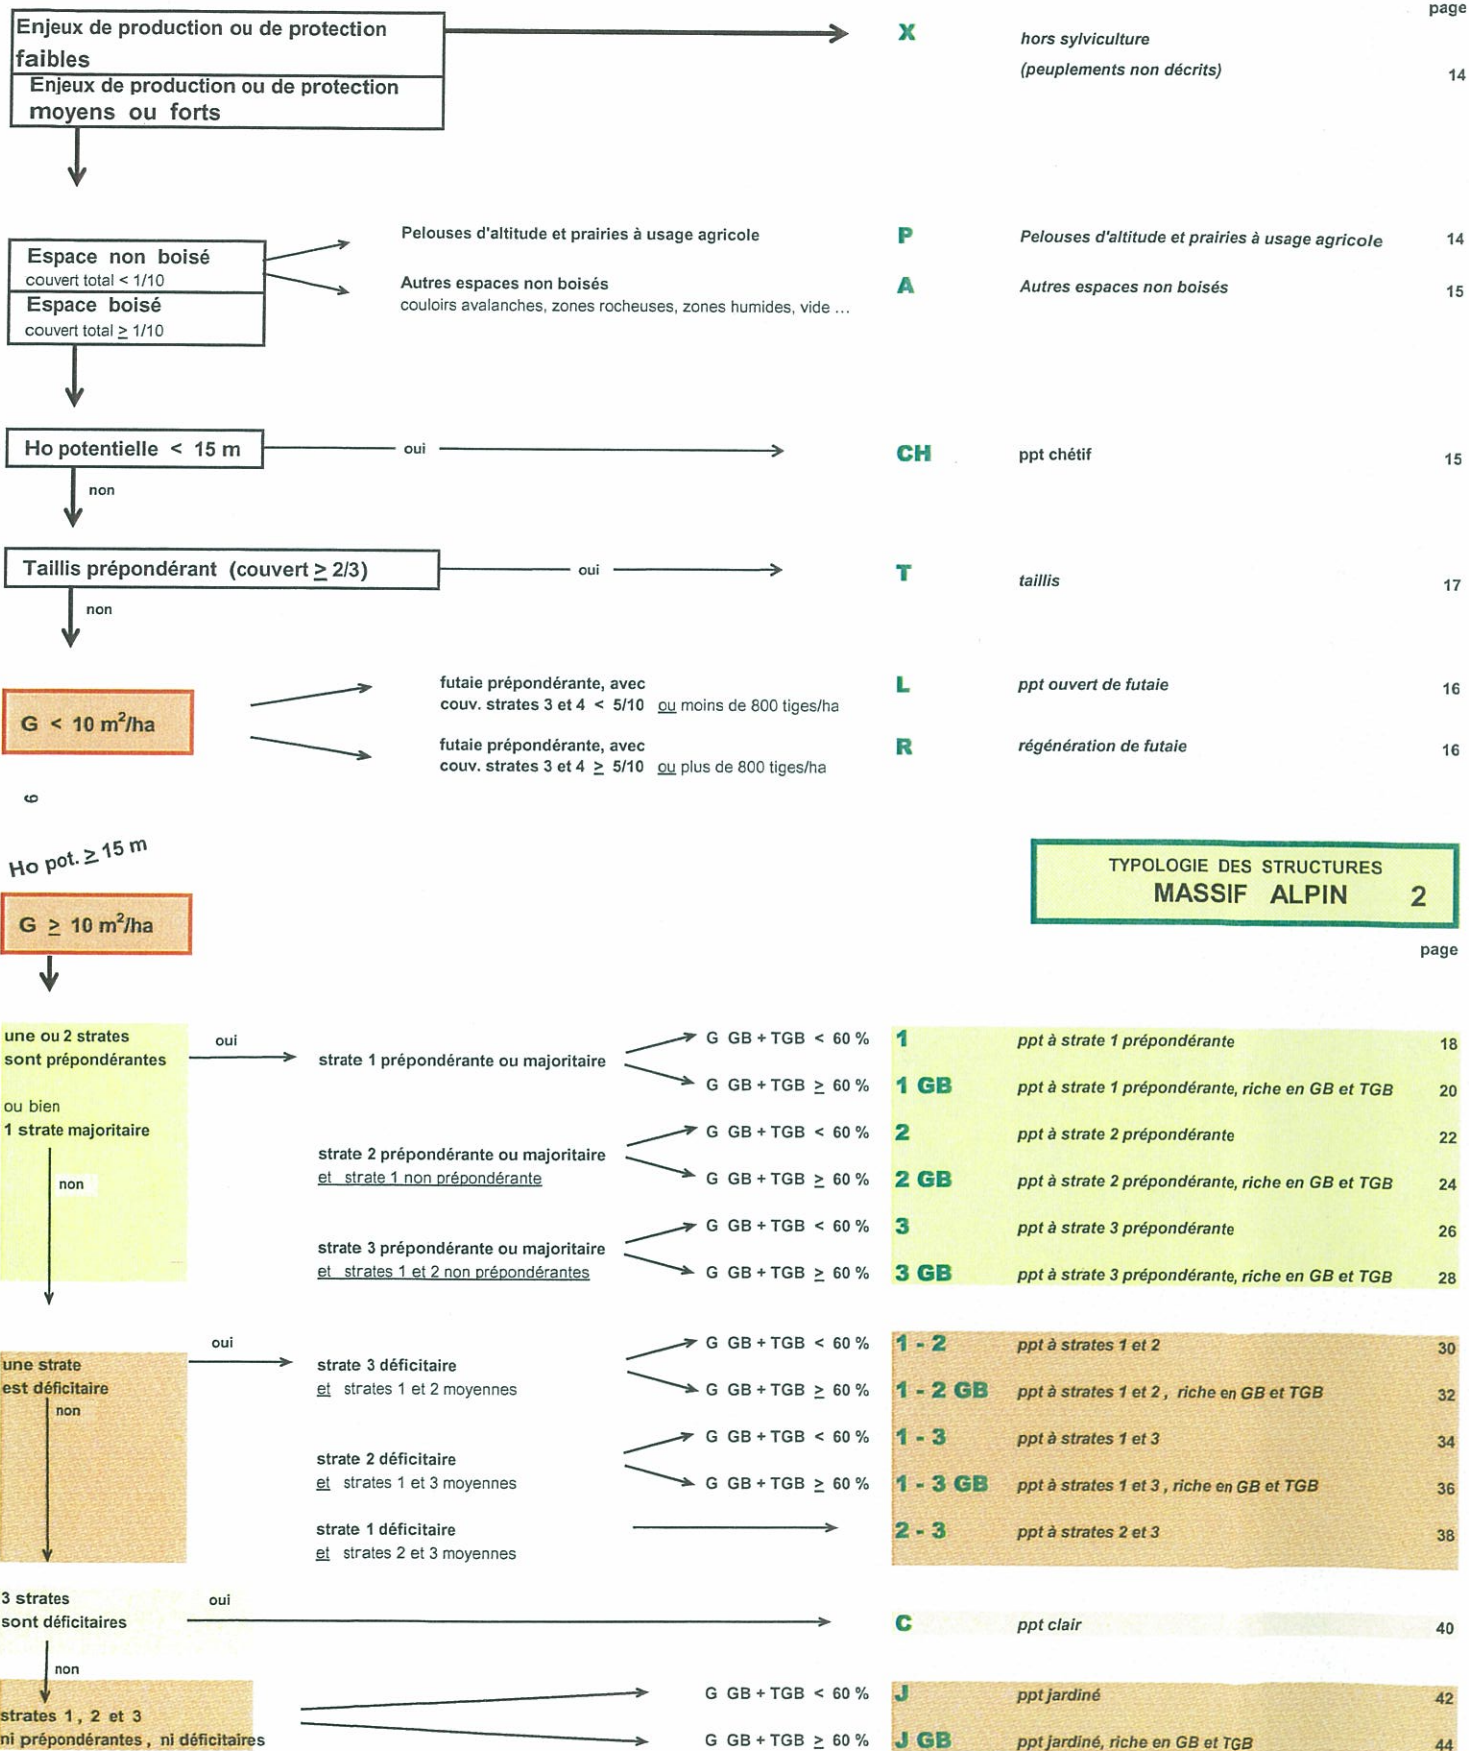 page
Enjeux de production ou de protection
faibles
X
hors sylviculture
(peuplements non décrits)
14
Enjeux de production ou de protection
moyens ou forts
Espace non boisé
couvert total < 1/10
Espace boisé
couvert total ≥ 1/10
Pelouses d'altitude et prairies à usage agricole
P
Pelouses d'altitude et prairies à usage agricole
14
Autres espaces non boisés
couloirs avalanches, zones rocheuses, zones humides, vide ...
A
Autres espaces non boisés
15
Ho potentielle < 15 m
oui
CH
ppt chétif
15
non
Taillis prépondérant (couvert ≥ 2/3)
oui
T
taillis
17
non
G < 10 m²/ha
futaie prépondérante, avec
couv. strates 3 et 4 < 5/10 ou moins de 800 tiges/ha
L
ppt ouvert de futaie
16
futaie prépondérante, avec
couv. strates 3 et 4 ≥ 5/10 ou plus de 800 tiges/ha
R
régénération de futaie
16
9
Ho pot. ≥ 15 m
TYPOLOGIE DES STRUCTURES
MASSIF ALPIN 2
G ≥ 10 m²/ha
page
une ou 2 strates
sont prépondérantes
ou bien
1 strate majoritaire
oui
non
strate 1 prépondérante ou majoritaire
G GB + TGB < 60 %
1
ppt à strate 1 prépondérante
18
G GB + TGB ≥ 60 %
1 GB
ppt à strate 1 prépondérante, riche en GB et TGB
20
strate 2 prépondérante ou majoritaire
et strate 1 non prépondérante
G GB + TGB < 60 %
2
ppt à strate 2 prépondérante
22
G GB + TGB ≥ 60 %
2 GB
ppt à strate 2 prépondérante, riche en GB et TGB
24
strate 3 prépondérante ou majoritaire
et strates 1 et 2 non prépondérantes
G GB + TGB < 60 %
3
ppt à strate 3 prépondérante
26
G GB + TGB ≥ 60 %
3 GB
ppt à strate 3 prépondérante, riche en GB et TGB
28
une strate
est déficitaire
oui
non
strate 3 déficitaire
et strates 1 et 2 moyennes
G GB + TGB < 60 %
1 - 2
ppt à strates 1 et 2
30
G GB + TGB ≥ 60 %
1 - 2 GB
ppt à strates 1 et 2 , riche en GB et TGB
32
strate 2 déficitaire
et strates 1 et 3 moyennes
G GB + TGB < 60 %
1 - 3
ppt à strates 1 et 3
34
G GB + TGB ≥ 60 %
1 - 3 GB
ppt à strates 1 et 3 , riche en GB et TGB
36
strate 1 déficitaire
et strates 2 et 3 moyennes
2 - 3
ppt à strates 2 et 3
38
3 strates
sont déficitaires
oui
C
ppt clair
40
non
strates 1 , 2 et 3
ni prépondérantes , ni déficitaires
G GB + TGB < 60 %
J
ppt jardiné
42
G GB + TGB ≥ 60 %
J GB
ppt jardiné, riche en GB et TGB
44